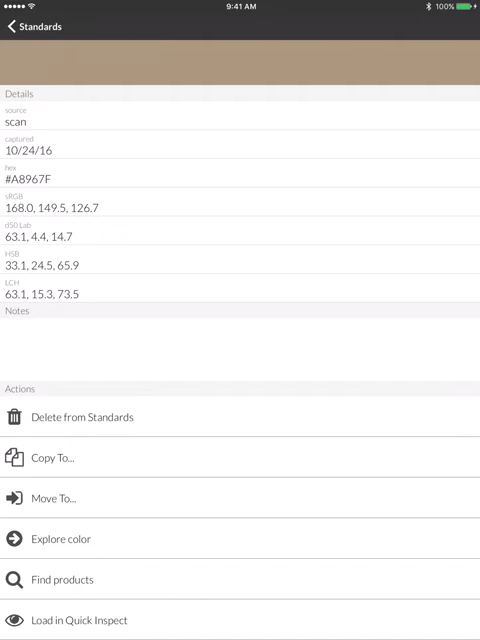 9:41 AM
100%
Standards
Details
source
scan
captured
10/24/16
hex
#A8967F
sRGB
168.0, 149.5, 126.7
d50 Lab
63.1, 4.4, 14.7
HSB
33.1, 24.5, 65.9
LCH
63.1, 15.3, 73.5
Notes
Actions
Delete from Standards
Copy To...
Move To...
Explore color
Find products
Load in Quick Inspect